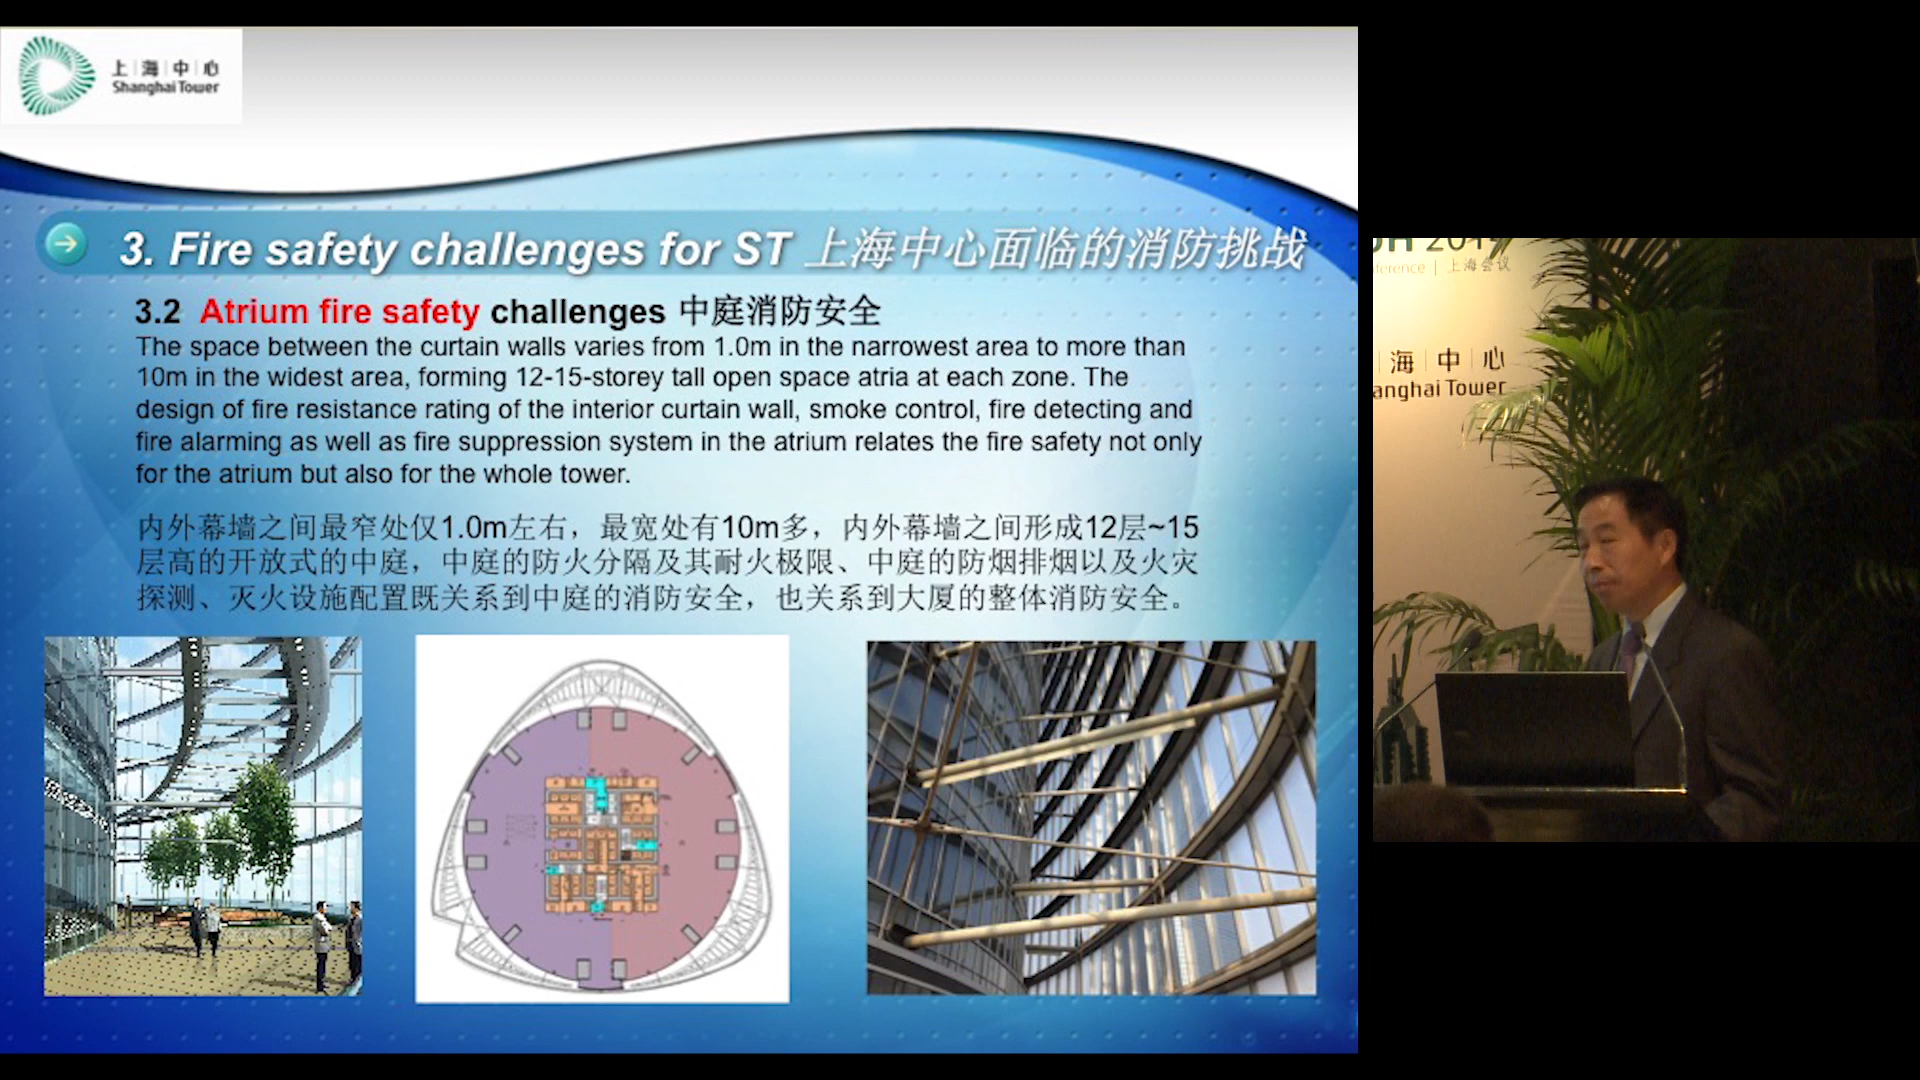 上海中心
Shanghai Tower
3. Fire safety challenges for ST 上海中心面临的消防挑战
3.2 Atrium fire safety challenges 中庭消防安全
The space between the curtain walls varies from 1.0m in the narrowest area to more than
10m in the widest area, forming 12-15-storey tall open space atria at each zone. The
design of fire resistance rating of the interior curtain wall, smoke control, fire detecting and
fire alarming as well as fire suppression system in the atrium relates the fire safety not only
for the atrium but also for the whole tower.
内外幕墙之间最窄处仅1.0m左右，最宽处有10m多，内外幕墙之间形成12层~15
层高的开放式的中庭，中庭的防火分隔及其耐火极限、中庭的防烟排烟以及火灾
探测、灭火设施配置既关系到中庭的消防安全，也关系到大厦的整体消防安全。
ference | 上海会议
海中心
anghai Tower